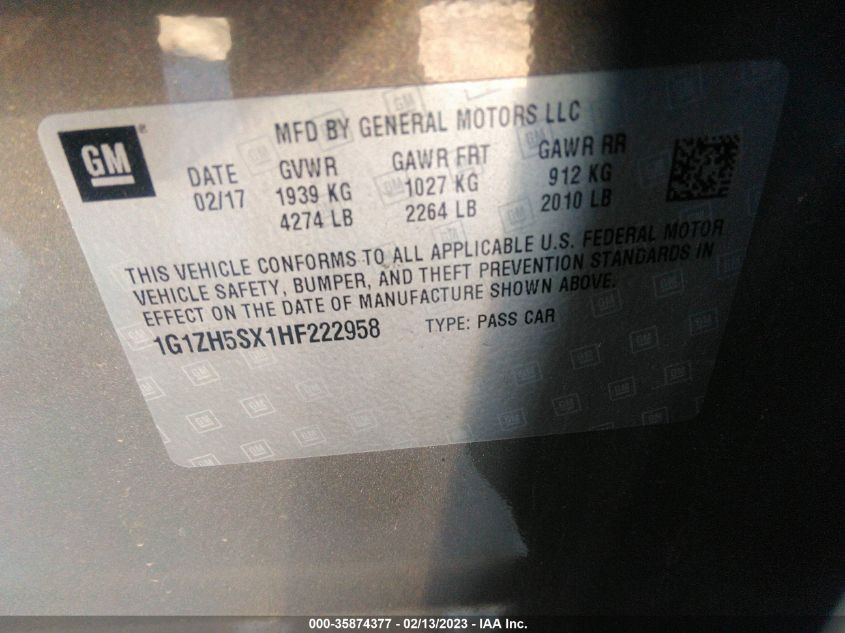 GM
MFD BY GENERAL MOTORS LLC
DATE GVWR GAWR FRT GAWR RR
02/17 1939 KG 1027 KG 912 KG
4274 LB 2264 LB 2010 LB
THIS VEHICLE CONFORMS TO ALL APPLICABLE U.S. FEDERAL MOTOR
VEHICLE SAFETY, BUMPER, AND THEFT PREVENTION STANDARDS IN
EFFECT ON THE DATE OF MANUFACTURE SHOWN ABOVE.
1G1ZH5SX1HF222958 TYPE: PASS CAR
000-35874377 - 02/13/2023 - IAA Inc.